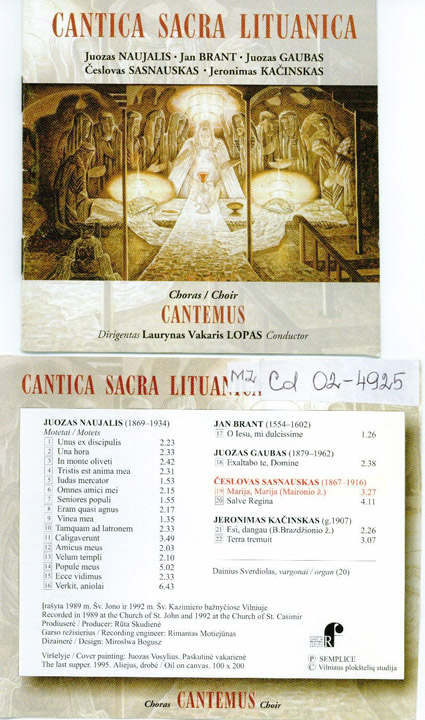 CANTICA SACRA LITUANICA
Juozas NAUJALIS · Jan BRANT · Juozas GAUBAS
Česlovas SASNAUSKAS · Jeronimas KAČINSKAS
Choras / Choir
CANTEMUS
Dirigentas Laurynas Vakaris LOPAS Conductor
CANTICA SACRA LITUANICA
MZ Cd 02-4925
JUOZAS NAUJALIS (1869–1934)
Motetai / Motets
1 Unus ex discipulis 2.23
2 Una hora 2.33
3 In monte oliveti 2.42
4 Tristis est anima mea 2.31
5 Iudas mercator 1.53
6 Omnes amici mei 2.15
7 Seniores populi 1.55
8 Eram quasi agnus 2.17
9 Vinea mea 1.35
10 Tamquam ad latronem 2.33
11 Caligaverunt 3.49
12 Amicus meus 2.03
13 Velum templi 2.10
14 Popule meus 5.02
15 Ecce vidimus 2.33
16 Verkit, aniolai 6.43
JAN BRANT (1554–1602)
17 O Iesu, mi dulcissime 1.26
JUOZAS GAUBAS (1879–1962)
18 Exaltabo te, Domine 2.38
ČESLOVAS SASNAUSKAS (1867–1916)
19 Marija, Marija (Maironio ž.) 3.27
20 Salve Regina 4.11
JERONIMAS KAČINSKAS (g.1907)
21 Esi, dangau (B.Brazdžionio ž.) 2.26
22 Terra tremuit 3.07
Dainius Sverdiolas, vargonai / organ (20)
Įrašyta 1989 m. Šv. Jono ir 1992 m. Šv. Kazimiero bažnyčiose Vilniuje
Recorded in 1989 at the Church of St. John and 1992 at the Church of St. Casimir
Prodiuserė / Producer: Rūta Skudienė
Garso režisierius / Recording engineer: Rimantas Motiejūnas
Dizainerė / Design: Miroslwa Bogusz
Viršelyje / Cover painting: Juozas Vosylius. Paskutinė vakarienė
The last supper. 1995. Aliejus, drobė / Oil on canvas. 100 x 200
Ⓟ SEMPLICE
Ⓒ Vilniaus plokštelių studija
Choras CANTEMUS Choir